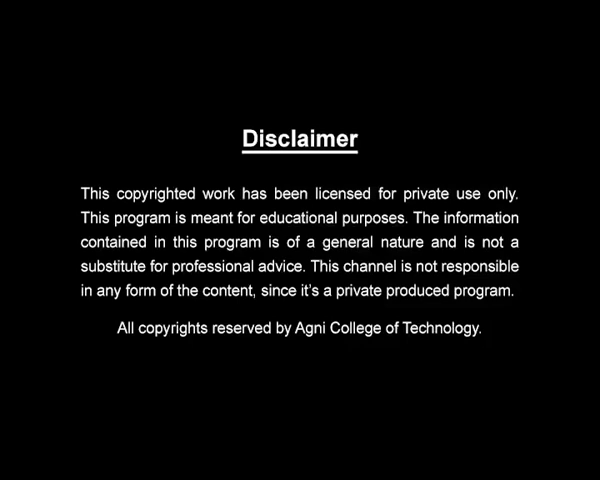 Disclaimer
This copyrighted work has been licensed for private use only.
This program is meant for educational purposes. The information
contained in this program is of a general nature and is not a
substitute for professional advice. This channel is not responsible
in any form of the content, since it's a private produced program.
All copyrights reserved by Agni College of Technology.